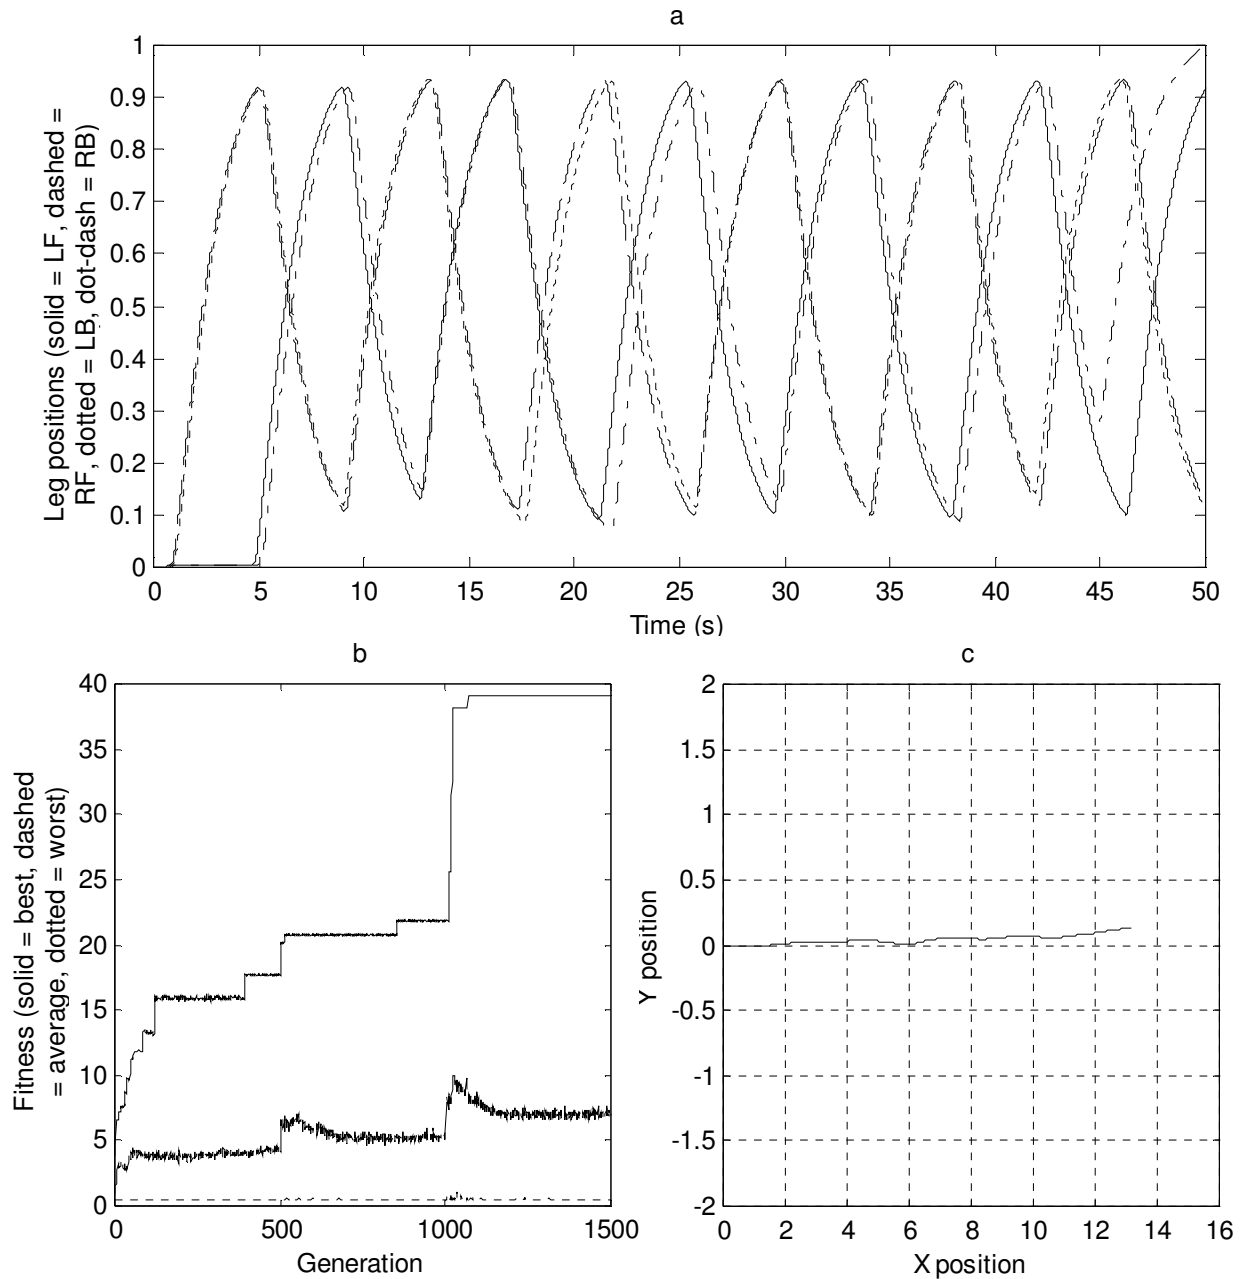 a
Leg positions (solid = LF, dashed =
RF, dotted = LB, dot-dash = RB)
1
0.9
0.8
0.7
0.6
0.5
0.4
0.3
0.2
0.1
0
0 5 10 15 20 25 30 35 40 45 50
Time (s)
b
Fitness (solid = best, dashed
= average, dotted = worst)
40
35
30
25
20
15
10
5
0
0 500 1000 1500
Generation
c
Y position
2
1.5
1
0.5
0
-0.5
-1
-1.5
-2
0 2 4 6 8 10 12 14 16
X position